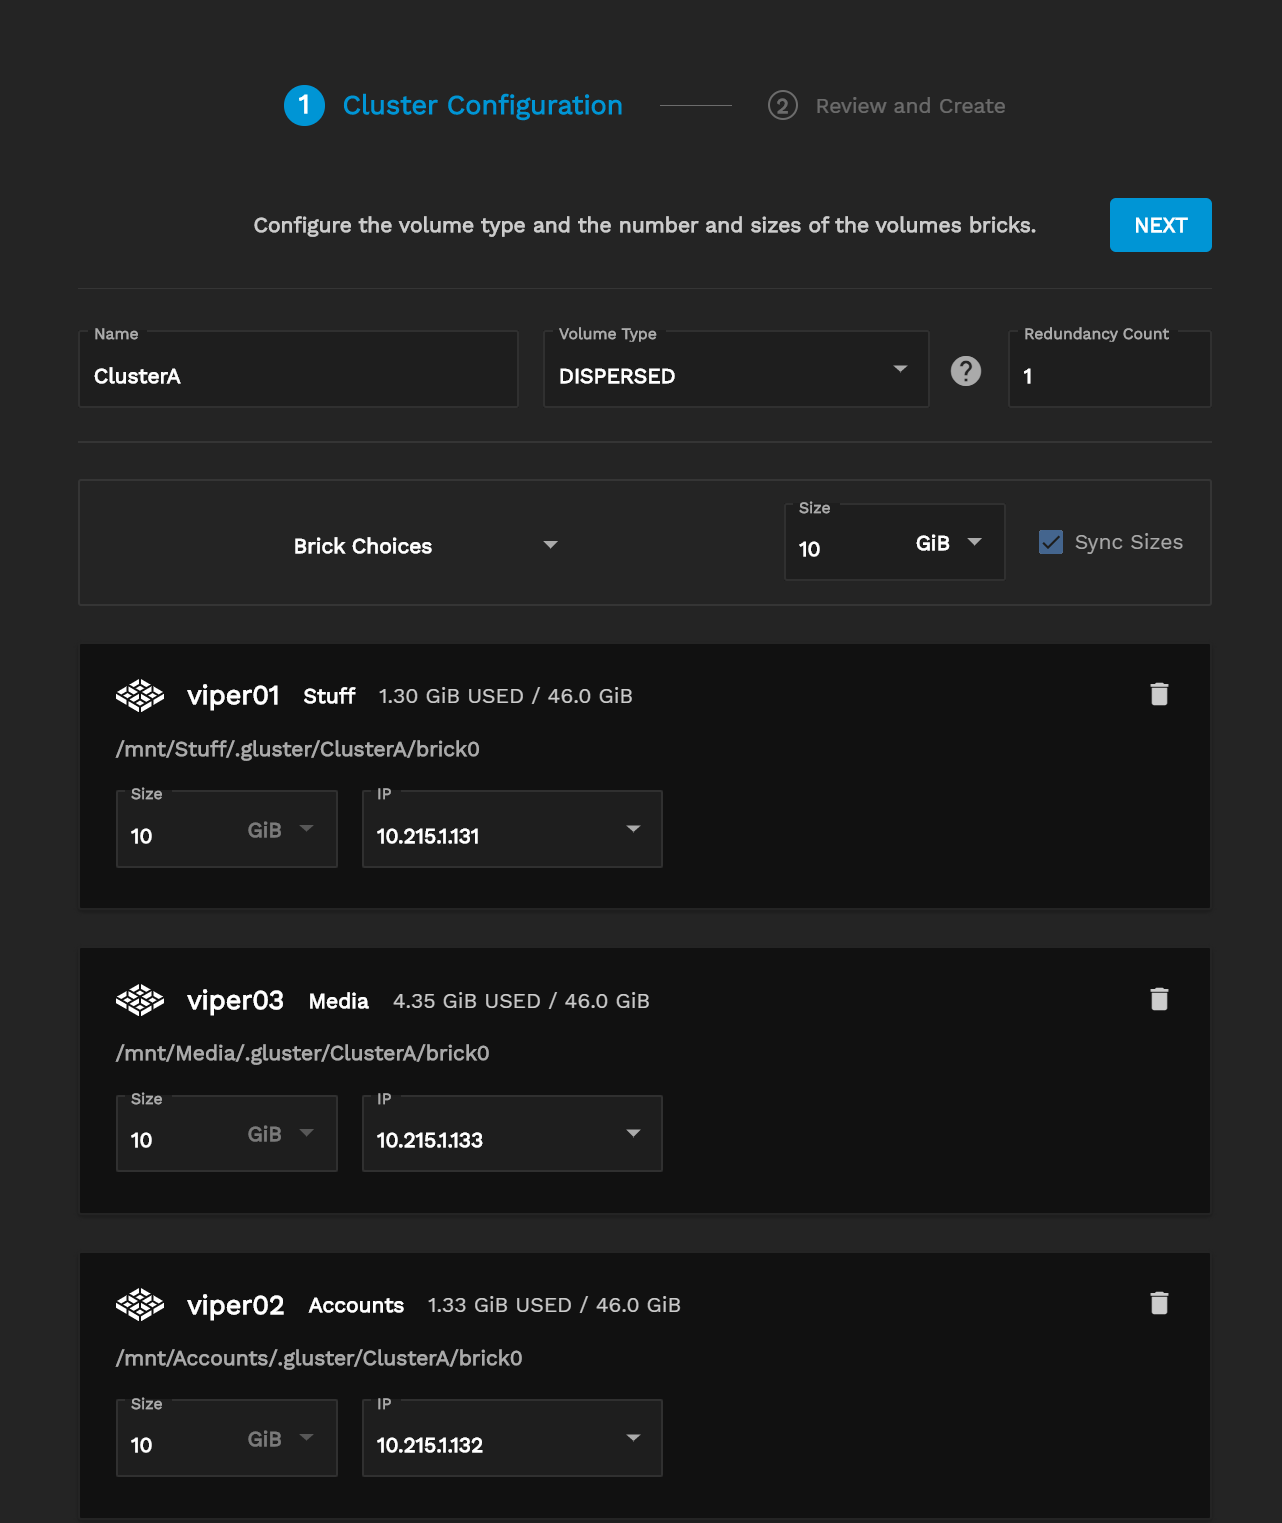 1 Cluster Configuration 2 Review and Create
Configure the volume type and the number and sizes of the volumes bricks. NEXT
Name Volume Type Redundancy Count
ClusterA DISPERSED ? 1
Size
Brick Choices 10 GiB Sync Sizes
viper01 Stuff 1.30 GiB USED / 46.0 GiB
/mnt/Stuff/.gluster/ClusterA/brick0
Size IP
10 GiB 10.215.1.131
viper03 Media 4.35 GiB USED / 46.0 GiB
/mnt/Media/.gluster/ClusterA/brick0
Size IP
10 GiB 10.215.1.133
viper02 Accounts 1.33 GiB USED / 46.0 GiB
/mnt/Accounts/.gluster/ClusterA/brick0
Size IP
10 GiB 10.215.1.132